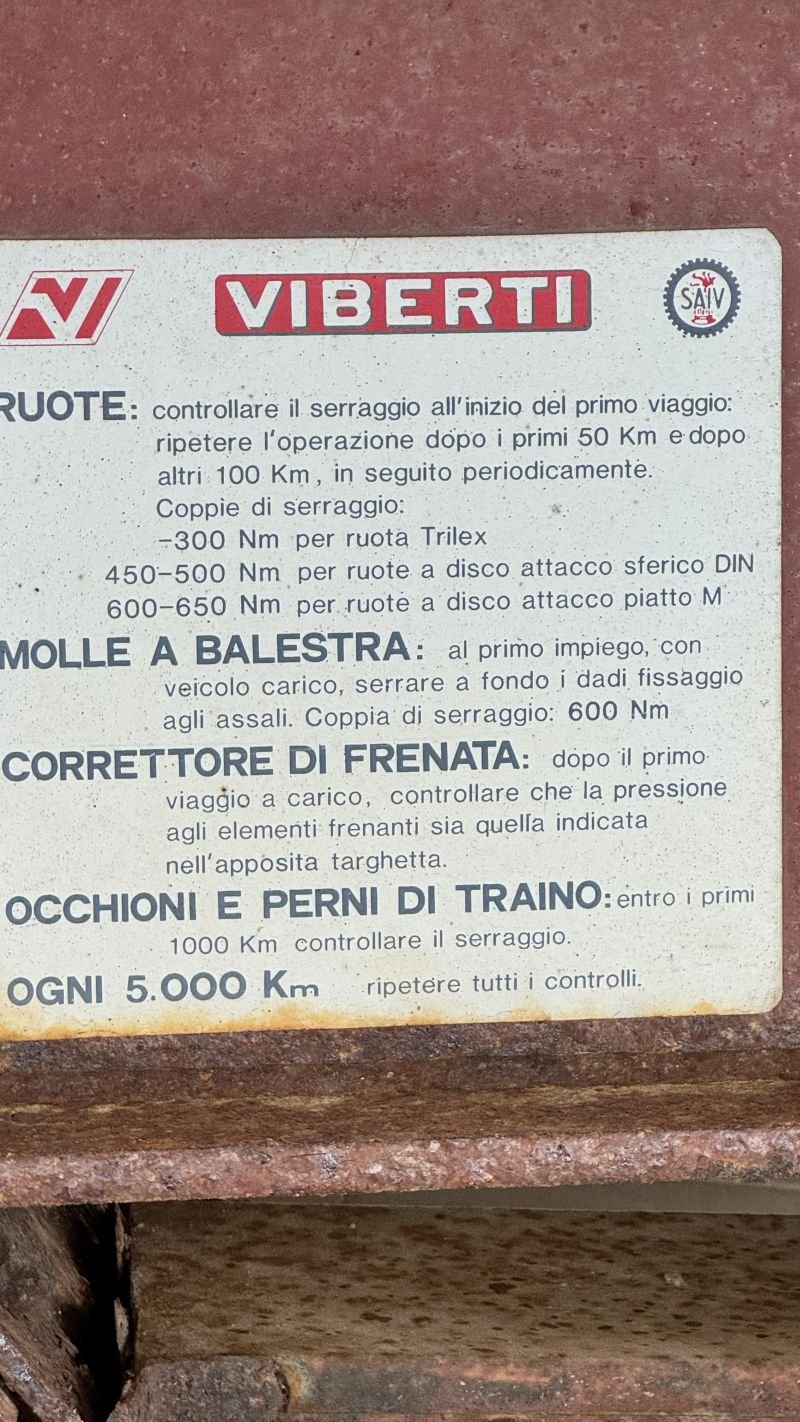 VIBERTI
SAIV
RUOTE: controllare il serraggio all'inizio del primo viaggio:
ripetere l'operazione dopo i primi 50 Km e dopo
altri 100 Km, in seguito periodicamente.
Coppie di serraggio:
-300 Nm per ruota Trilex
450-500 Nm per ruote a disco attacco sferico DIN
600-650 Nm per ruote a disco attacco piatto M
MOLLE A BALESTRA: al primo impiego, con
veicolo carico, serrare a fondo i dadi fissaggio
agli assali. Coppia di serraggio: 600 Nm
CORRETTORE DI FRENATA: dopo il primo
viaggio a carico, controllare che la pressione
agli elementi frenanti sia quella indicata
nell'apposita targhetta.
OCCHIONI E PERNI DI TRAINO: entro i primi
1000 Km controllare il serraggio.
OGNI 5.000 Km ripetere tutti i controlli.